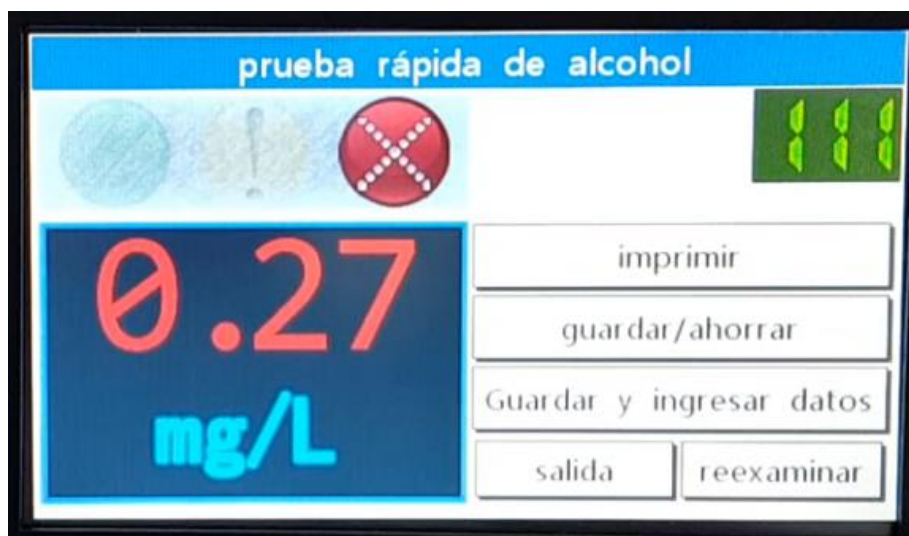 prueba rápida de alcohol
111
0.27
mg/L
imprimir
guardar/ahorrar
Guardar y ingresar datos
salida
reexaminar